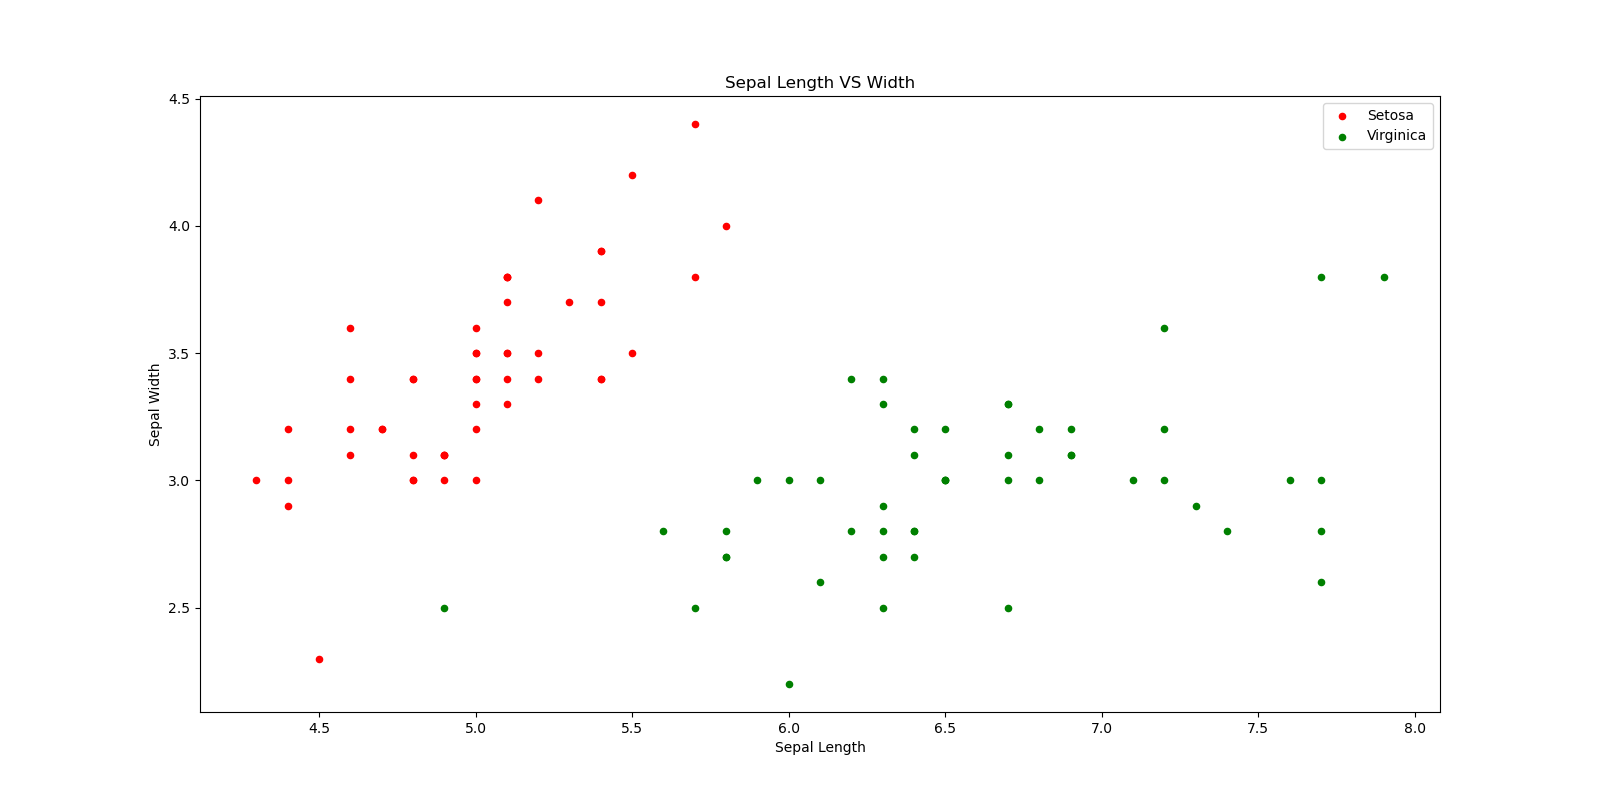 Sepal Length VS Width
Setosa
Virginica
4.5
4.0
3.5
3.0
2.5
Sepal Width
4.5 5.0 5.5 6.0 6.5 7.0 7.5 8.0
Sepal Length